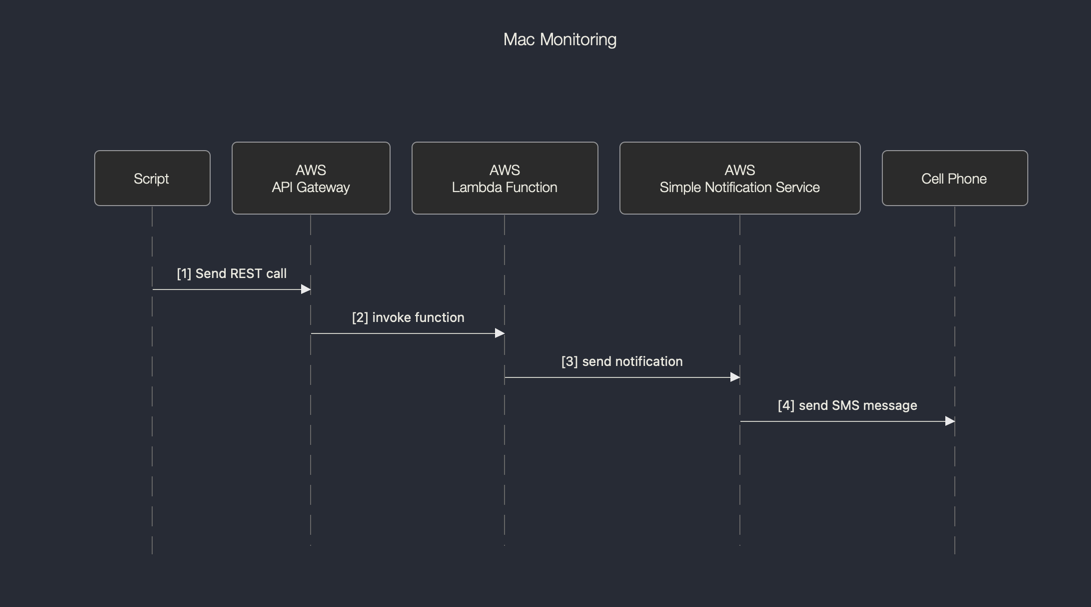 Mac Monitoring
Script
AWS
API Gateway
AWS
Lambda Function
AWS
Simple Notification Service
Cell Phone
[1] Send REST call
[2] invoke function
[3] send notification
[4] send SMS message